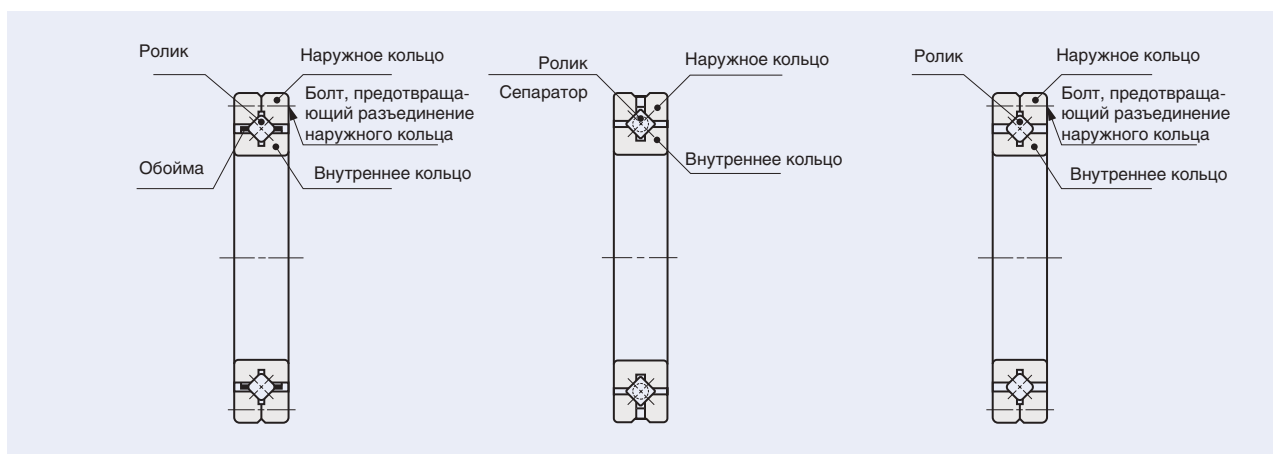 Ролик
Наружное кольцо
Болт, предотвраща-
ющий разъединение
наружного кольца
Обойма
Внутреннее кольцо
Ролик
Сепаратор
Наружное кольцо
Внутреннее кольцо
Ролик
Наружное кольцо
Болт, предотвраща-
ющий разъединение
наружного кольца
Внутреннее кольцо